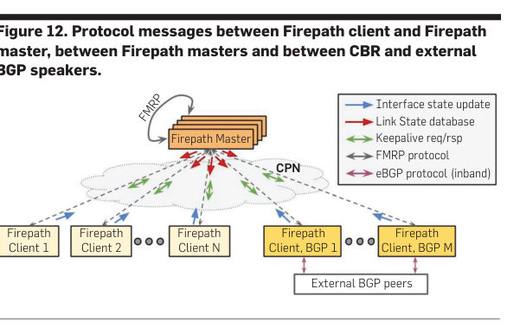 Figure 12. Protocol messages between Firepath client and Firepath
master, between Firepath masters and between CBR and external
BGP speakers.
FMRP
Firepath Master
CPN
Interface state update
Link State database
Keepalive req/rsp
FMRP protocol
eBGP protocol (inband)
Firepath
Client 1
Firepath
Client 2
Firepath
Client N
Firepath
Client, BGP 1
Firepath
Client, BGP M
External BGP peers